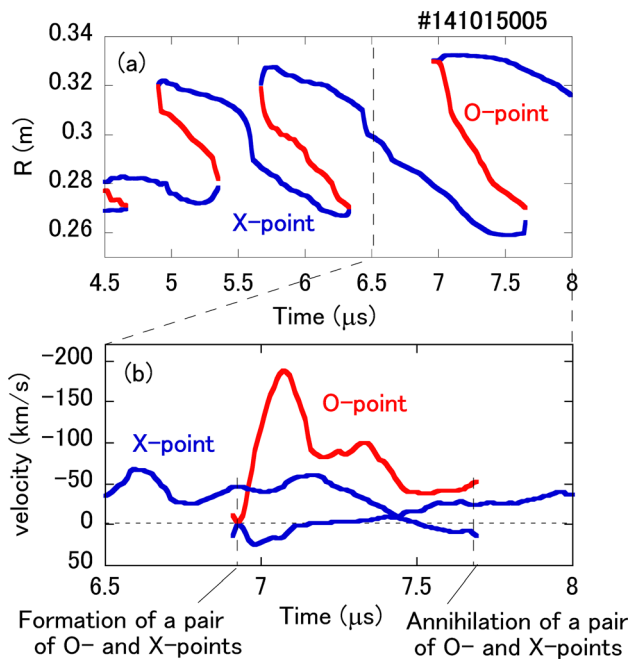 #141015005
(a)
R (m)
0.34
0.32
0.3
0.28
0.26
O-point
X-point
4.5 5 5.5 6 6.5 7 7.5 8
Time (μs)
(b)
velocity (km/s)
-200
-150
-100
-50
0
50
O-point
X-point
6.5 7 7.5 8
Time (μs)
Formation of a pair
of O- and X-points
Annihilation of a pair
of O- and X-points